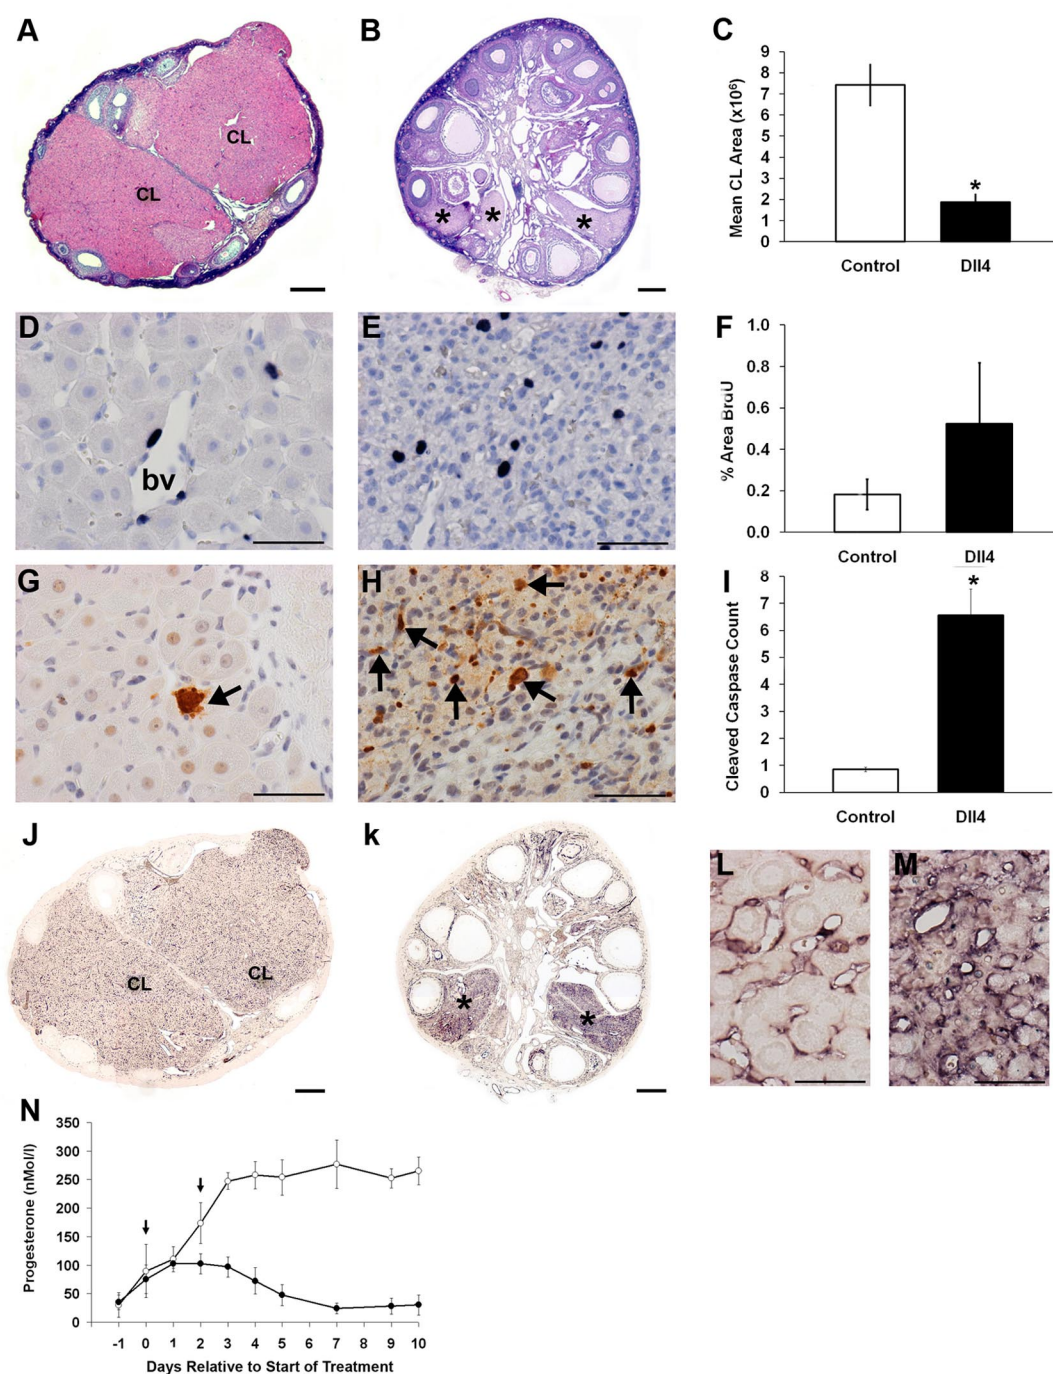 A
B
C
Mean CL Area (x10⁶)
9
8
7
6
5
4
3
2
1
0
*
Control
Dll4
CL
CL
*
*
*
D
bv
E
F
% Area BrdU
1.0
0.8
0.6
0.4
0.2
0.0
Control
Dll4
G
H
I
Cleaved Caspase Count
8
7
6
5
4
3
2
1
0
*
Control
Dll4
J
CL
CL
k
*
*
L
M
N
Progesterone (nMol/l)
350
300
250
200
150
100
50
0
-1 0 1 2 3 4 5 7 9 10
Days Relative to Start of Treatment